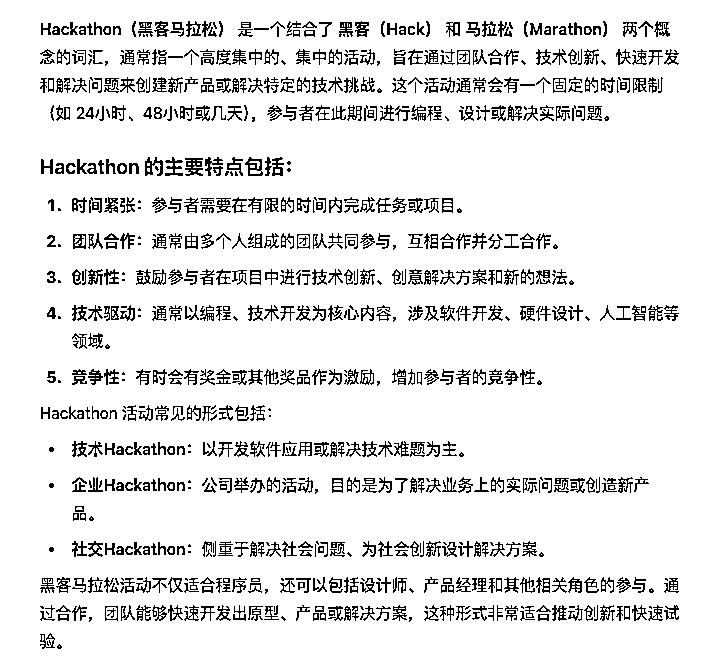 Hackathon（黑客马拉松） 是一个结合了 黑客（Hack） 和 马拉松（Marathon） 两个概
念的词汇，通常指一个高度集中的、集中的活动，旨在通过团队合作、技术创新、快速开发
和解决问题来创建新产品或解决特定的技术挑战。这个活动通常会有一个固定的时间限制
（如 24小时、48小时或几天），参与者在此期间进行编程、设计或解决实际问题。
Hackathon 的主要特点包括：
1. 时间紧张：参与者需要在有限的时间内完成任务或项目。
2. 团队合作：通常由多个人组成的团队共同参与，互相合作并分工合作。
3. 创新性：鼓励参与者在项目中进行技术创新、创意解决方案和新的想法。
4. 技术驱动：通常以编程、技术开发为核心内容，涉及软件开发、硬件设计、人工智能等
领域。
5. 竞争性：有时会有奖金或其他奖品作为激励，增加参与者的竞争性。
Hackathon 活动常见的形式包括：
• 技术Hackathon：以开发软件应用或解决技术难题为主。
• 企业Hackathon：公司举办的活动，目的是为了解决业务上的实际问题或创造新产
品。
• 社交Hackathon：侧重于解决社会问题、为社会创新设计解决方案。
黑客马拉松活动不仅适合程序员，还可以包括设计师、产品经理和其他相关角色的参与。通
过合作，团队能够快速开发出原型、产品或解决方案，这种形式非常适合推动创新和快速试
验。